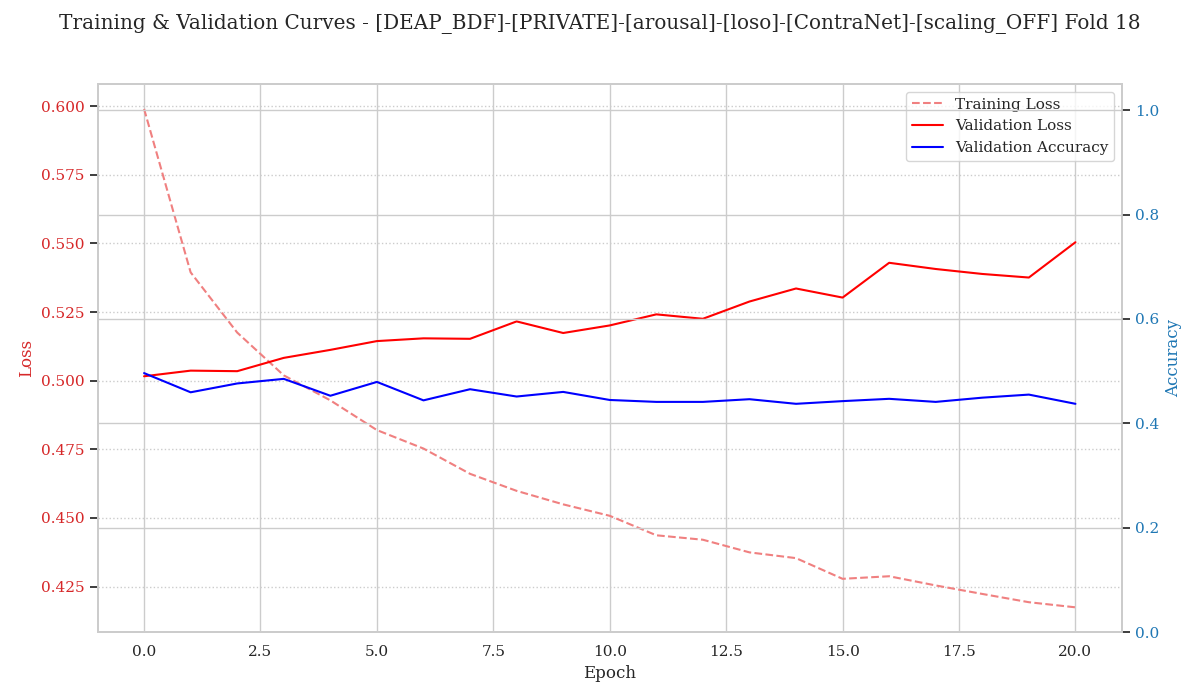 Training & Validation Curves - [DEAP_BDF]-[PRIVATE]-[arousal]-[loso]-[ContraNet]-[scaling_OFF] Fold 18
Training Loss
Validation Loss
Validation Accuracy
0.600
0.575
0.550
0.525
0.500
0.475
0.450
0.425
Loss
1.0
0.8
0.6
0.4
0.2
0.0
Accuracy
0.0 2.5 5.0 7.5 10.0 12.5 15.0 17.5 20.0
Epoch